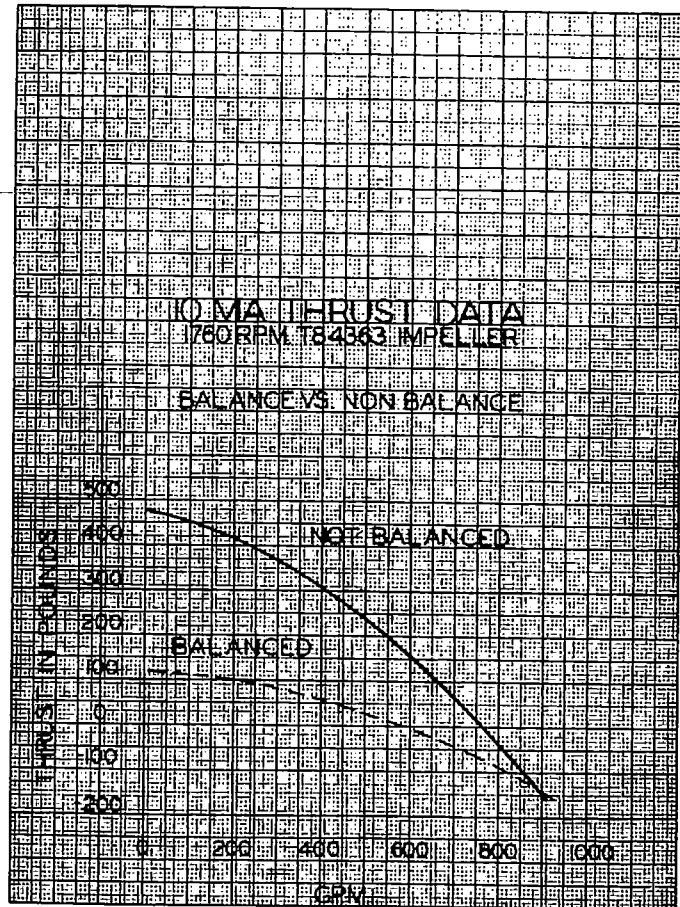 10 MA THRUST DATA
1760 RPM T84363 IMPELLER
BALANCE VS. NON BALANCE
500
400
300
200
100
0
100
-200
THRUST IN POUNDS
NOT BALANCED
BALANCED
0 200 400 600 800 1000
GPM